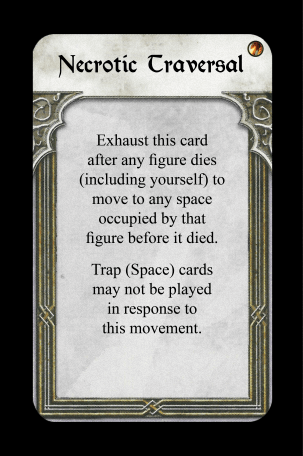 Necrotic Traversal
Exhaust this card
after any figure dies
(including yourself) to
move to any space
occupied by that
figure before it died.
Trap (Space) cards
may not be played
in response to
this movement.